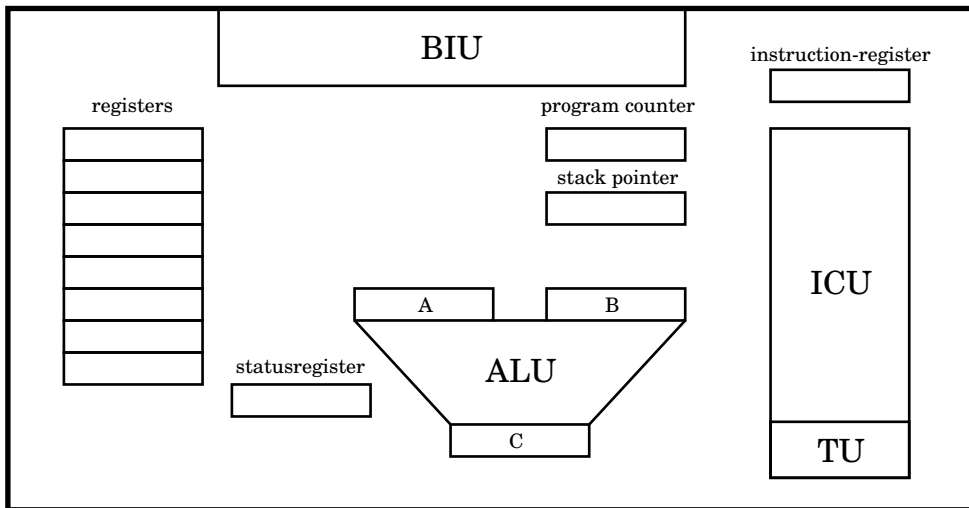 BIU
instruction-register
registers
program counter
stack pointer
ICU
A
B
ALU
statusregister
C
TU